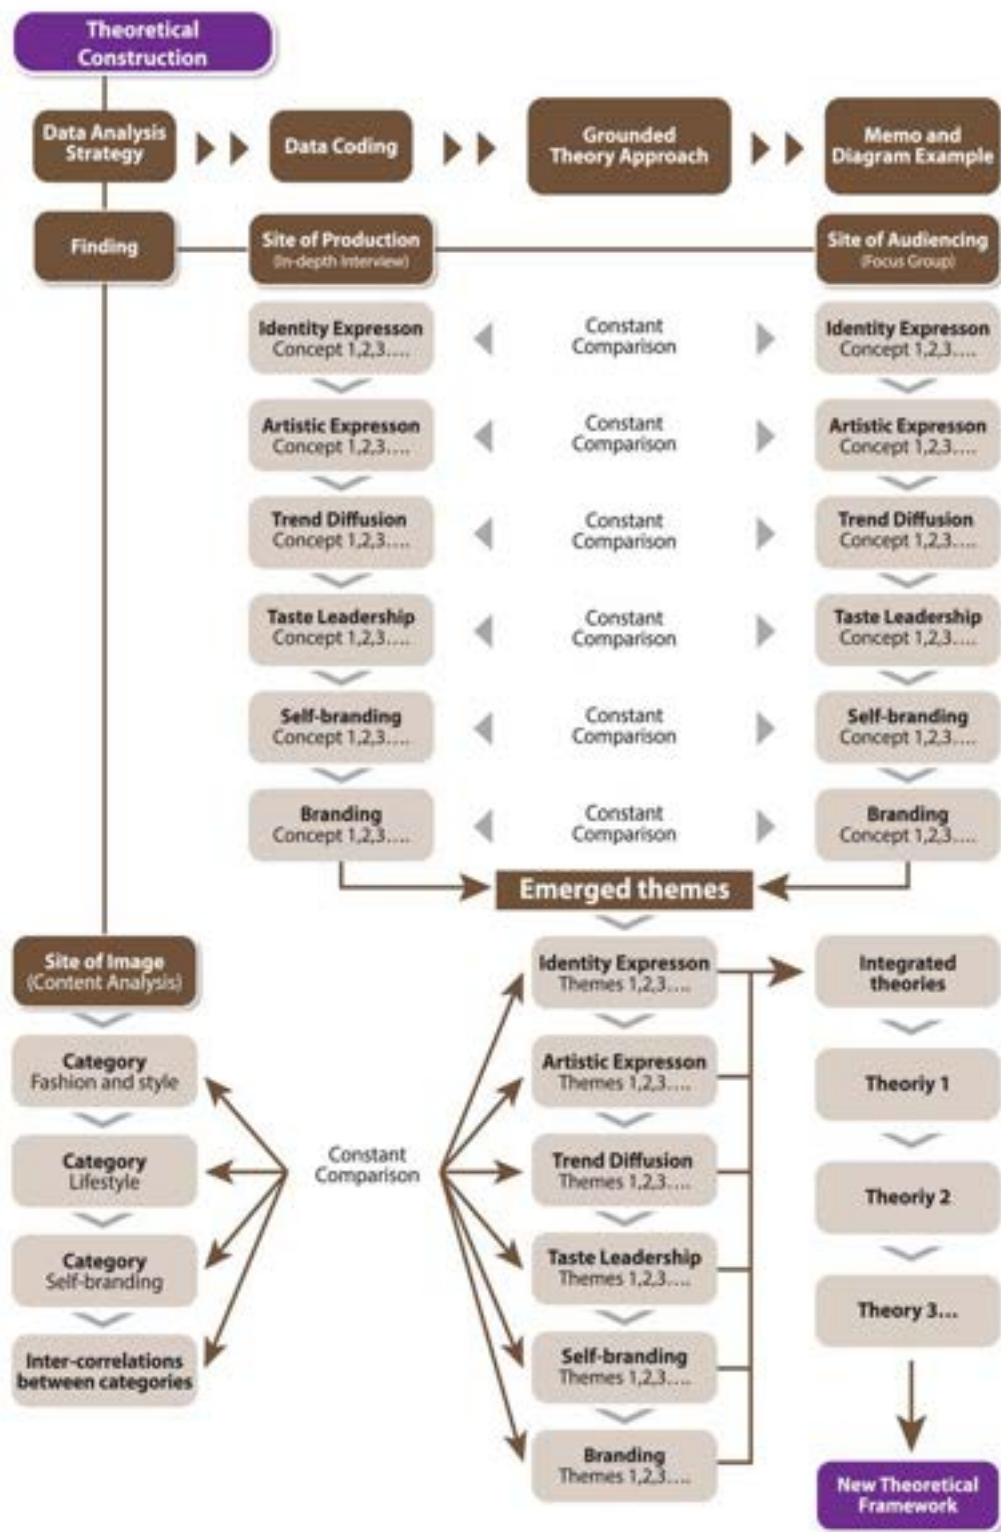 Theoretical
Construction
Data Analysis
Strategy
Data Coding
Grounded
Theory Approach
Memo and
Diagram Example
Finding
Site of Production
(In-depth Interview)
Site of Audiencing
(Focus Group)
Identity Expresson
Concept 1,2,3....
Constant
Comparison
Identity Expresson
Concept 1,2,3....
Artistic Expresson
Concept 1,2,3....
Constant
Comparison
Artistic Expresson
Concept 1,2,3....
Trend Diffusion
Concept 1,2,3....
Constant
Comparison
Trend Diffusion
Concept 1,2,3....
Taste Leadership
Concept 1,2,3....
Constant
Comparison
Taste Leadership
Concept 1,2,3....
Self-branding
Concept 1,2,3....
Constant
Comparison
Self-branding
Concept 1,2,3....
Branding
Concept 1,2,3....
Constant
Comparison
Branding
Concept 1,2,3....
Emerged themes
Site of Image
(Content Analysis)
Category
Fashion and style
Category
Lifestyle
Category
Self-branding
Inter-correlations
between categories
Constant
Comparison
Identity Expresson
Themes 1,2,3....
Artistic Expresson
Themes 1,2,3....
Trend Diffusion
Themes 1,2,3....
Taste Leadership
Themes 1,2,3....
Self-branding
Themes 1,2,3....
Branding
Themes 1,2,3....
Integrated
theories
Theoriy 1
Theoriy 2
Theory 3...
New Theoretical
Framework